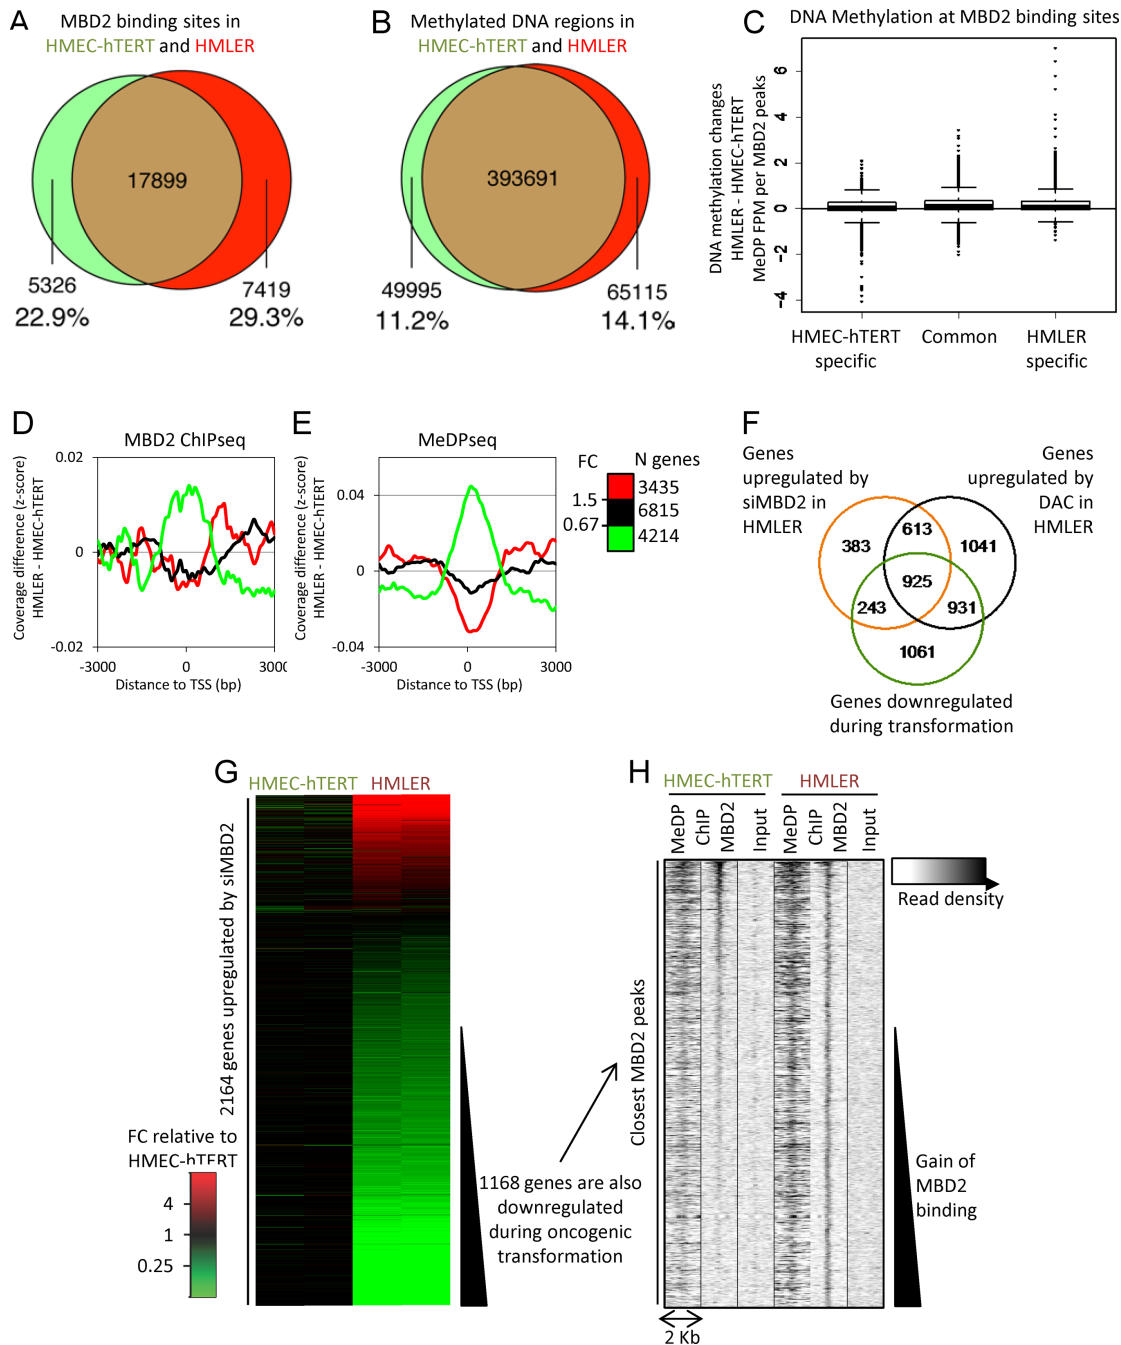 A
MBD2 binding sites in
HMEC-hTERT and HMLER
17899
5326
22.9%
7419
29.3%
B
Methylated DNA regions in
HMEC-hTERT and HMLER
393691
49995
11.2%
65115
14.1%
C
DNA Methylation at MBD2 binding sites
DNA methylation changes
HMLER - HMEC-hTERT
MeDP FPM per MBD2 peaks
6
4
2
0
-2
-4
HMEC-hTERT
specific
Common
HMLER
specific
D
MBD2 ChIPseq
Coverage difference (z-score)
HMLER - HMEC-hTERT
0.02
0
-0.02
-3000
0
3000
Distance to TSS (bp)
E
MeDPseq
Coverage difference (z-score)
HMLER - HMEC-hTERT
0.04
0
-0.04
-3000
0
3000
Distance to TSS (bp)
FC
N genes
1.5
0.67
3435
6815
4214
F
Genes
upregulated by
siMBD2 in
HMLER
Genes
upregulated by
DAC in
HMLER
613
383
1041
925
243
931
1061
Genes downregulated
during transformation
G
HMEC-hTERT HMLER
2164 genes upregulated by siMBD2
FC relative to
HMEC-hTERT
4
1
0.25
1168 genes are also
downregulated
during oncogenic
transformation
H
HMEC-hTERT
HMLER
MeDP
ChIP
MBD2
Input
MeDP
ChIP
MBD2
Input
Read density
Closest MBD2 peaks
Gain of
MBD2
binding
2 Kb